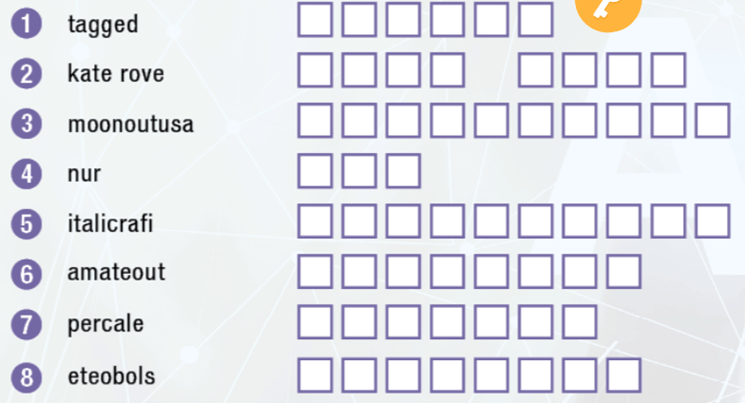 1 tagged
2 kate rove
3 moonoutusa
4 nur
5 italicrafi
6 amateout
7 percale
8 eteobols